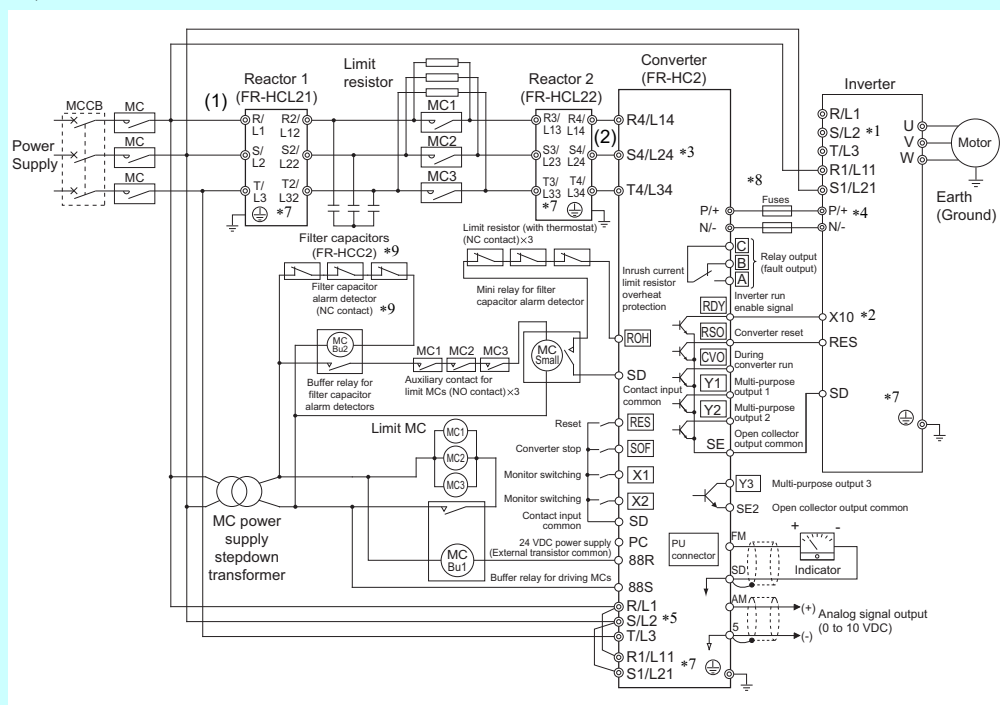 Limit
resistor
Converter
(FR-HC2)
Inverter
MCCB
MC
(1)
Reactor 1
(FR-HCL21)
MC1
Reactor 2
(FR-HCL22)
Power
Supply
MC
MC
R/
L1
R2/
L12
S/
L2
S2/
L22
T/
L3
T2/
L32
*7
MC2
MC3
R3/
L13
R4/
L14
S3/
L23
S4/
L24
T3/
L33
T4/
L34
*7
(2)
R4/L14
S4/L24
*3
T4/L34
R/L1
S/L2
*1
T/L3
R1/L11
S1/L21
U
V
W
Motor
Earth
(Ground)
*8
P/+
Fuses
P/+
*4
N/-
N/-
Filter capacitors
(FR-HCC2)
*9
Filter capacitor
alarm detector
(NC contact)
*9
Limit resistor (with thermostat)
(NC contact)×3
Mini relay for filter
capacitor alarm detector
Inrush current
limit resistor
overheat
protection
C
B
A
Relay output
(fault output)
RDY
Inverter run
enable signal
X10
*2
RSO
Converter reset
RES
ROH
CVO
During
converter run
SD
Contact input
common
Y1
Multi-purpose
output 1
Y2
Multi-purpose
output 2
SE
Open collector
output common
SD
*7
MC
Bu2
Buffer relay for
filter capacitor
alarm detectors
MC1
MC2
MC3
Auxiliary contact for
limit MCs (NO contact)×3
MC
Small
Limit MC
MC1
MC2
MC3
Reset
RES
Converter stop
SOF
Monitor switching
X1
Monitor switching
X2
Contact input
common
SD
Y3
Multi-purpose output 3
SE2
Open collector output common
MC power
supply
stepdown
transformer
24 VDC power supply
(External transistor common)
PC
MC
Bu1
88R
Buffer relay for driving MCs
88S
PU
connector
FM
SD
+
-
Indicator
AM
5
(+)
(-)
Analog signal output
(0 to 10 VDC)
R/L1
S/L2
*5
T/L3
R1/L11
S1/L21
*7